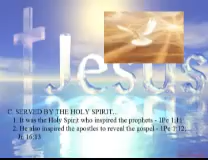 Jesus
C. SERVED BY THE HOLY SPIRIT...
1. It was the Holy Spirit who inspired the prophets - 1Pe 1:11
2. He also inspired the apostles to reveal the gospel - 1Pe 1:12;
Jn 16:13